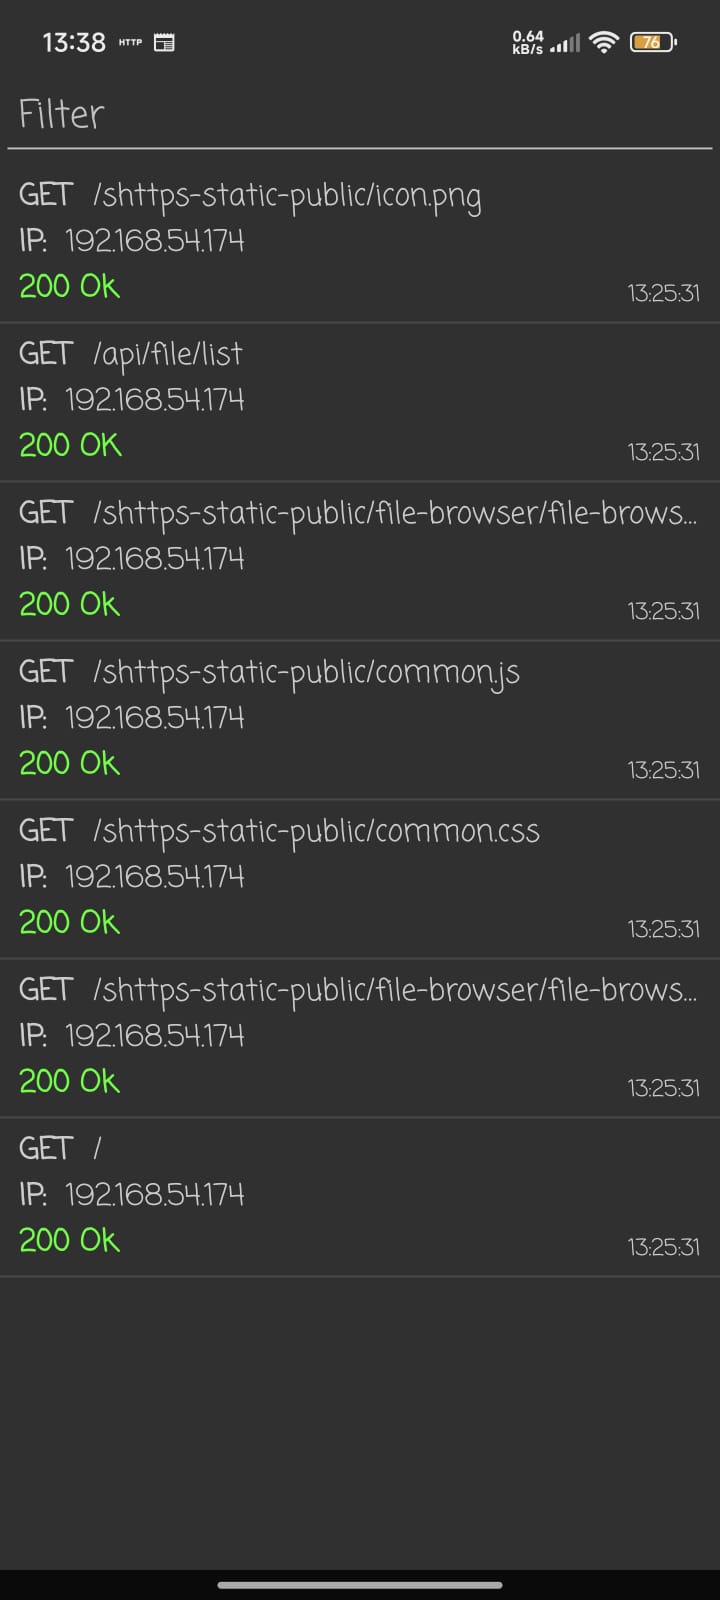 13:38 HTTP 0.64 kB/s 76
Filter
GET /shttps-static-public/icon.png
IP: 192.168.54.174
200 Ok 13:25:31
GET /api/file/list
IP: 192.168.54.174
200 OK 13:25:31
GET /shttps-static-public/file-browser/file-brows...
IP: 192.168.54.174
200 Ok 13:25:31
GET /shttps-static-public/common.js
IP: 192.168.54.174
200 Ok 13:25:31
GET /shttps-static-public/common.css
IP: 192.168.54.174
200 Ok 13:25:31
GET /shttps-static-public/file-browser/file-brows...
IP: 192.168.54.174
200 Ok 13:25:31
GET /
IP: 192.168.54.174
200 Ok 13:25:31